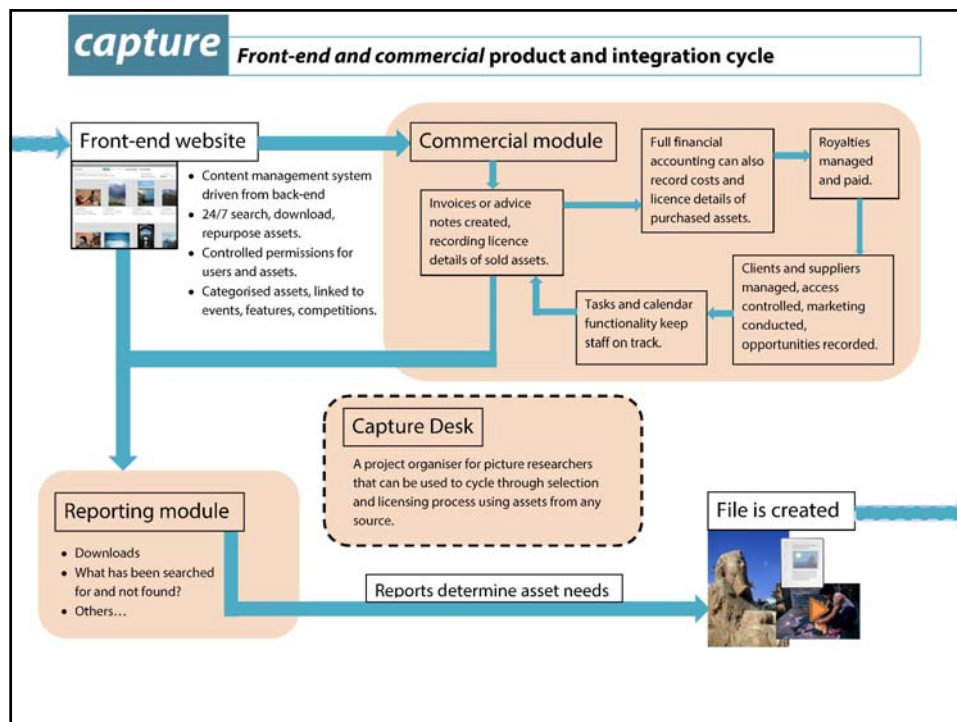 capture
Front-end and commercial product and integration cycle
Front-end website
• Content management system
driven from back-end
• 24/7 search, download,
repurpose assets.
• Controlled permissions for
users and assets.
• Categorised assets, linked to
events, features, competitions.
Commercial module
Invoices or advice
notes created,
recording licence
details of sold assets.
Full financial
accounting can also
record costs and
licence details of
purchased assets.
Royalties
managed
and paid.
Clients and suppliers
managed, access
controlled, marketing
conducted,
opportunities recorded.
Tasks and calendar
functionality keep
staff on track.
Capture Desk
A project organiser for picture researchers
that can be used to cycle through selection
and licensing process using assets from any
source.
Reporting module
• Downloads
• What has been searched
for and not found?
• Others…
Reports determine asset needs
File is created